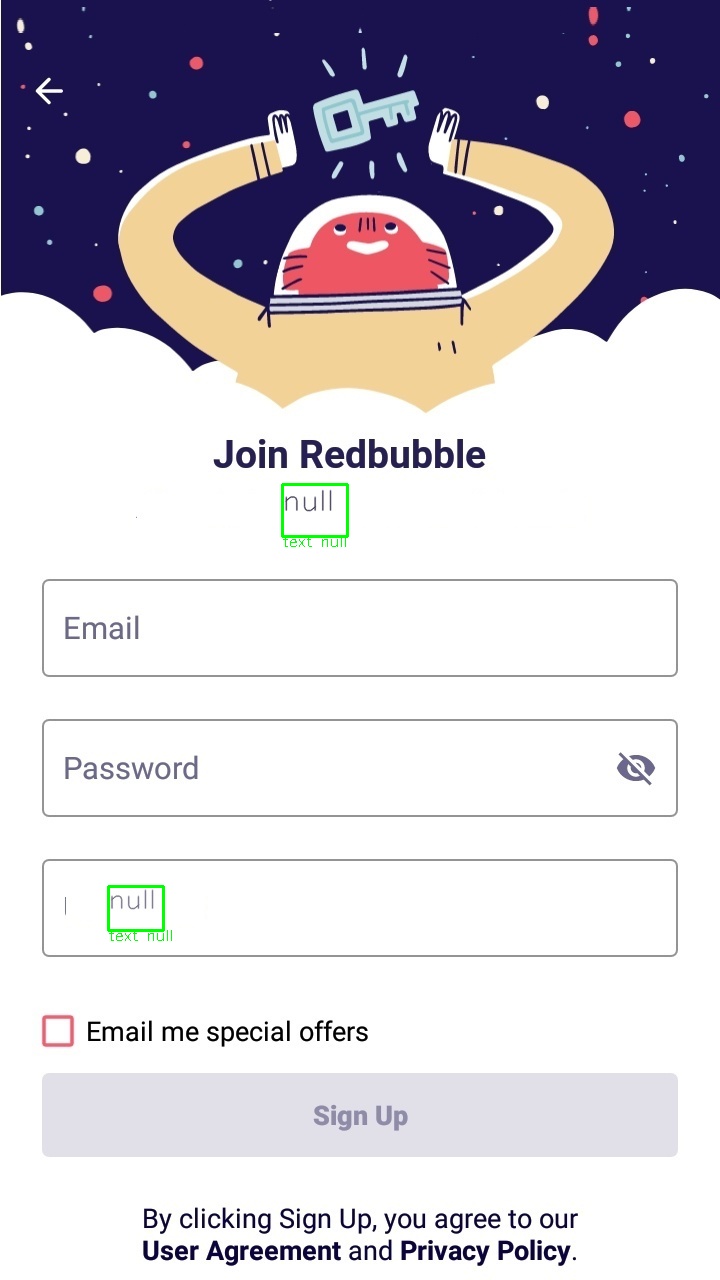 Join Redbubble
null
text null
Email
Password
null
text null
Email me special offers
Sign Up
By clicking Sign Up, you agree to our
User Agreement and Privacy Policy.